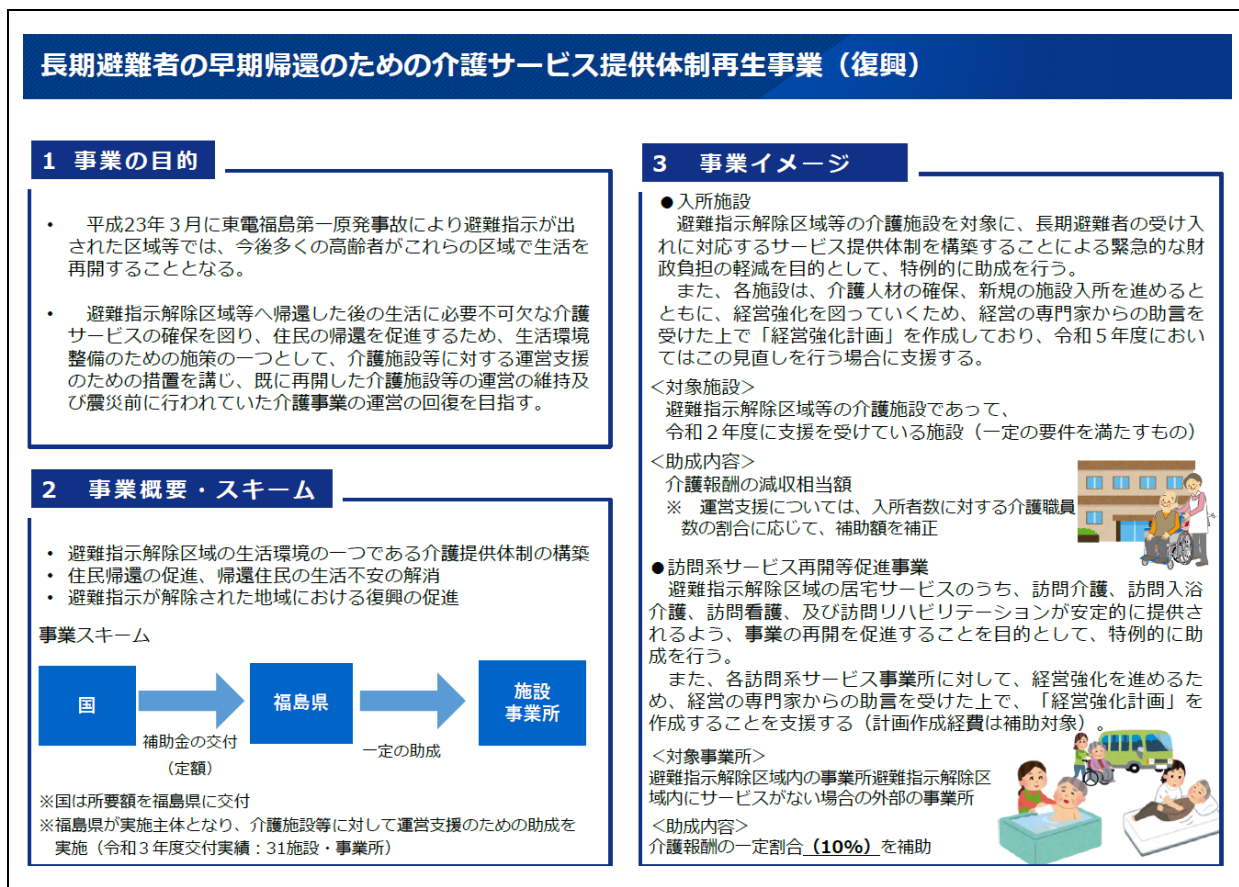 長期避難者の早期帰還のための介護サービス提供体制再生事業（復興）
1 事業の目的
・　平成23年３月に東電福島第一原発事故により避難指示が出
された区域等では、今後多くの高齢者がこれらの区域で生活を
再開することとなる。
・　避難指示解除区域等へ帰還した後の生活に必要不可欠な介護
サービスの確保を図り、住民の帰還を促進するため、生活環境
整備のための施策の一つとして、介護施設等に対する運営支援
のための措置を講じ、既に再開した介護施設等の運営の維持及
び震災前に行われていた介護事業の運営の回復を目指す。
2　事業概要・スキーム
・ 避難指示解除区域の生活環境の一つである介護提供体制の構築
・ 住民帰還の促進、帰還住民の生活不安の解消
・ 避難指示が解除された地域における復興の促進
事業スキーム
国
補助金の交付
（定額）
福島県
一定の助成
施設
事業所
※国は所要額を福島県に交付
※福島県が実施主体となり、介護施設等に対して運営支援のための助成を
実施（令和３年度交付実績：31施設・事業所）
3　事業イメージ
●入所施設
避難指示解除区域等の介護施設を対象に、長期避難者の受け入
れに対応するサービス提供体制を構築することによる緊急的な財
政負担の軽減を目的として、特例的に助成を行う。
また、各施設は、介護人材の確保、新規の施設入所を進めると
ともに、経営強化を図っていくため、経営の専門家からの助言を
受けた上で「経営強化計画」を作成しており、令和５年度におい
てはこの見直しを行う場合に支援する。
＜対象施設＞
避難指示解除区域等の介護施設であって、
令和２年度に支援を受けている施設（一定の要件を満たすもの）
＜助成内容＞
介護報酬の減収相当額
※　運営支援については、入所者数に対する介護職員
数の割合に応じて、補助額を補正
●訪問系サービス再開等促進事業
避難指示解除区域の居宅サービスのうち、訪問介護、訪問入浴
介護、訪問看護、及び訪問リハビリテーションが安定的に提供さ
れるよう、事業の再開を促進することを目的として、特例的に助
成を行う。
また、各訪問系サービス事業所に対して、経営強化を進めるた
め、経営の専門家からの助言を受けた上で、「経営強化計画」を
作成することを支援する（計画作成経費は補助対象）。
＜対象事業所＞
避難指示解除区域内の事業所避難指示解除区
域内にサービスがない場合の外部の事業所
＜助成内容＞
介護報酬の一定割合（10%）を補助